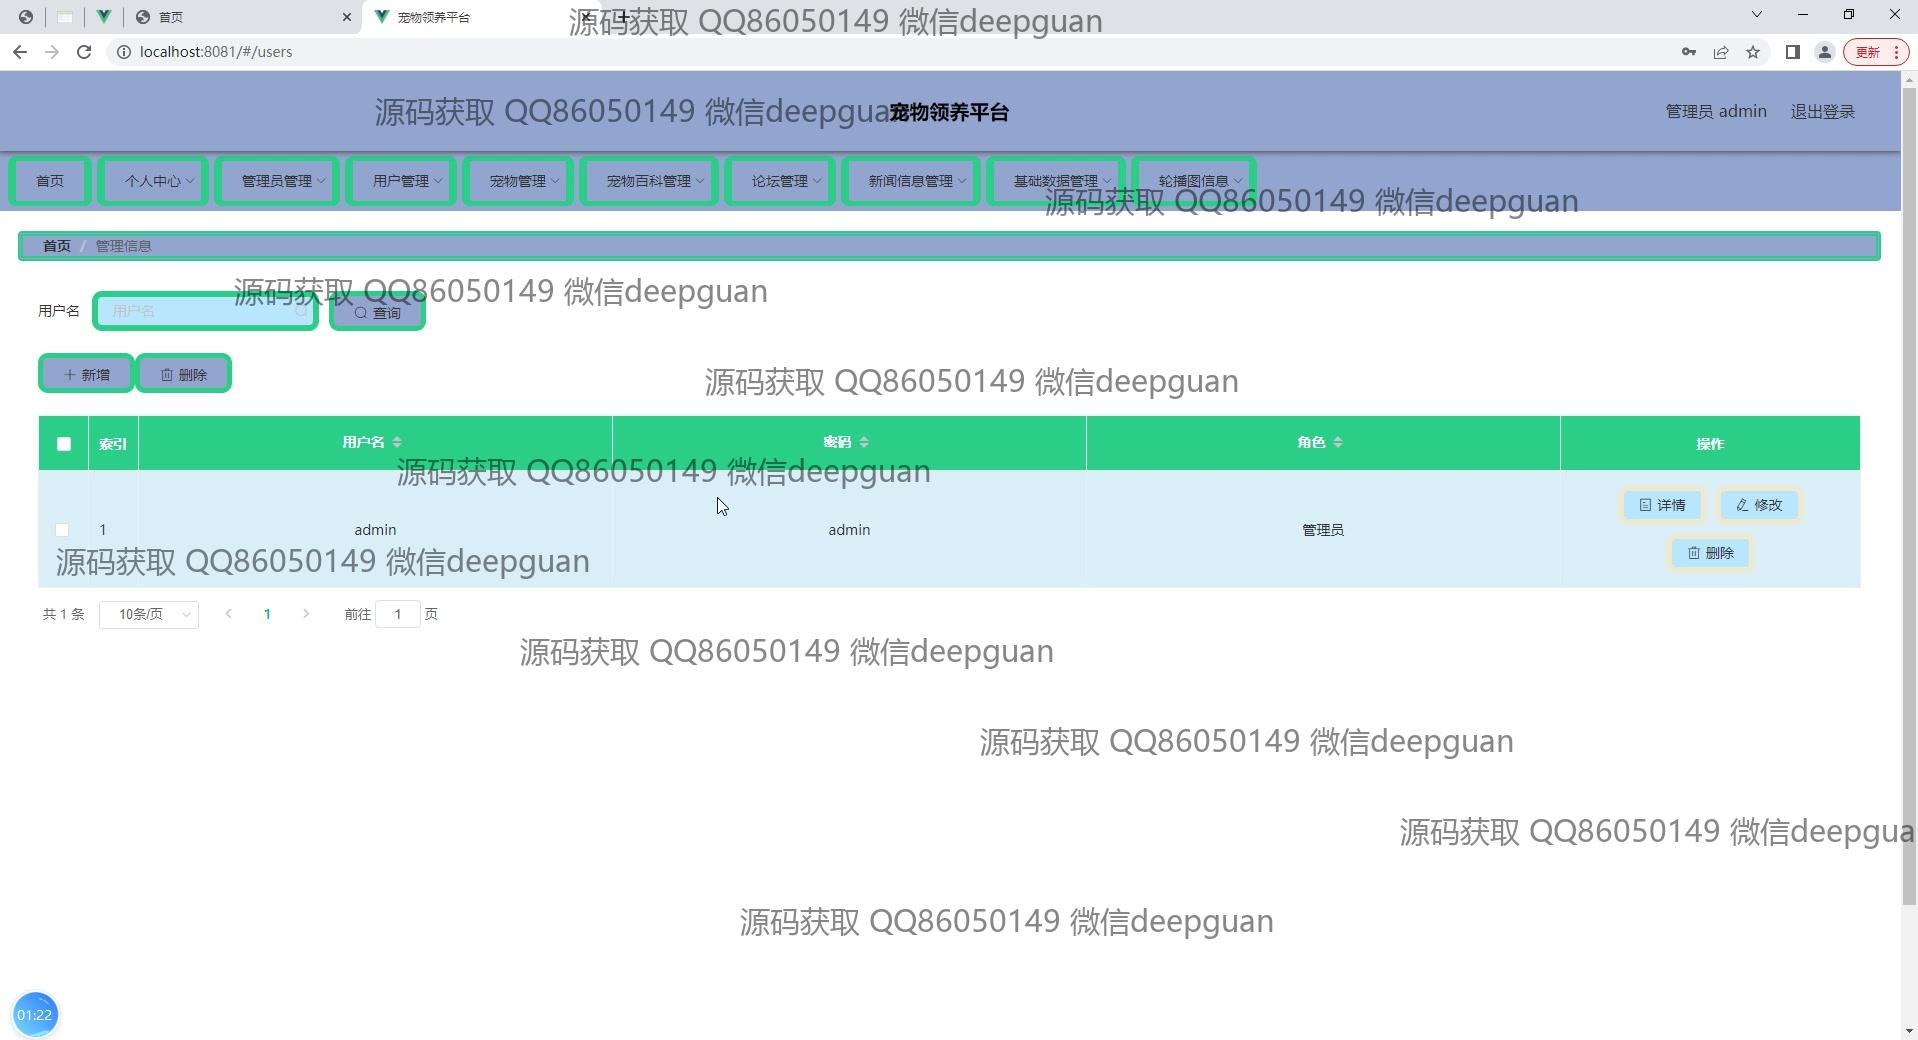 首页
宠物领养平台
源码获取 QQ86050149 微信deepguan
localhost:8081/#/users
更新
源码获取 QQ86050149 微信deepgua
宠物领养平台
管理员 admin
退出登录
首页
个人中心
管理员管理
用户管理
宠物管理
宠物百科管理
论坛管理
新闻信息管理
基础数据管理
轮播图信息
源码获取 QQ86050149 微信deepguan
首页 / 管理信息
源码获取 QQ86050149 微信deepguan
用户名
用户名
查询
新增
删除
源码获取 QQ86050149 微信deepguan
索引
用户名
密码
角色
操作
源码获取 QQ86050149 微信deepguan
1
admin
admin
管理员
详情
修改
删除
源码获取 QQ86050149 微信deepguan
共 1 条
10条/页
1
前往 1 页
源码获取 QQ86050149 微信deepguan
源码获取 QQ86050149 微信deepguan
源码获取 QQ86050149 微信deepgua
源码获取 QQ86050149 微信deepguan
01:22